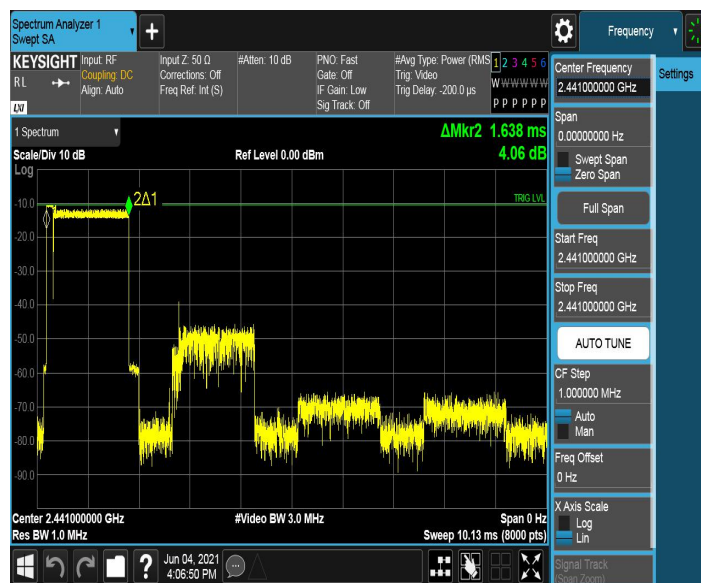 Spectrum Analyzer 1
Swept SA
+
Frequency
KEYSIGHT
RL
LXI
Input: RF
Coupling: DC
Align: Auto
Input Z: 50 Ω
Corrections: Off
Freq Ref: Int (S)
#Atten: 10 dB
PNO: Fast
Gate: Off
IF Gain: Low
Sig Track: Off
#Avg Type: Power (RMS
Trig: Video
Trig Delay: -200.0 µs
1 2 3 4 5 6
W W W W W W
P P P P P P
1 Spectrum
Scale/Div 10 dB
Ref Level 0.00 dBm
ΔMkr2 1.638 ms
4.06 dB
Log
2Δ1
TRIG LVL
-10.0
-20.0
-30.0
-40.0
-50.0
-60.0
-70.0
-80.0
-90.0
Center 2.441000000 GHz
#Video BW 3.0 MHz
Span 0 Hz
Res BW 1.0 MHz
Sweep 10.13 ms (8000 pts)
?
Jun 04, 2021
4:06:50 PM
Center Frequency
2.441000000 GHz
Settings
Span
0.00000000 Hz
Swept Span
Zero Span
Full Span
Start Freq
2.441000000 GHz
Stop Freq
2.441000000 GHz
AUTO TUNE
CF Step
1.000000 MHz
Auto
Man
Freq Offset
0 Hz
X Axis Scale
Log
Lin
Signal Track
(Span Zoom)